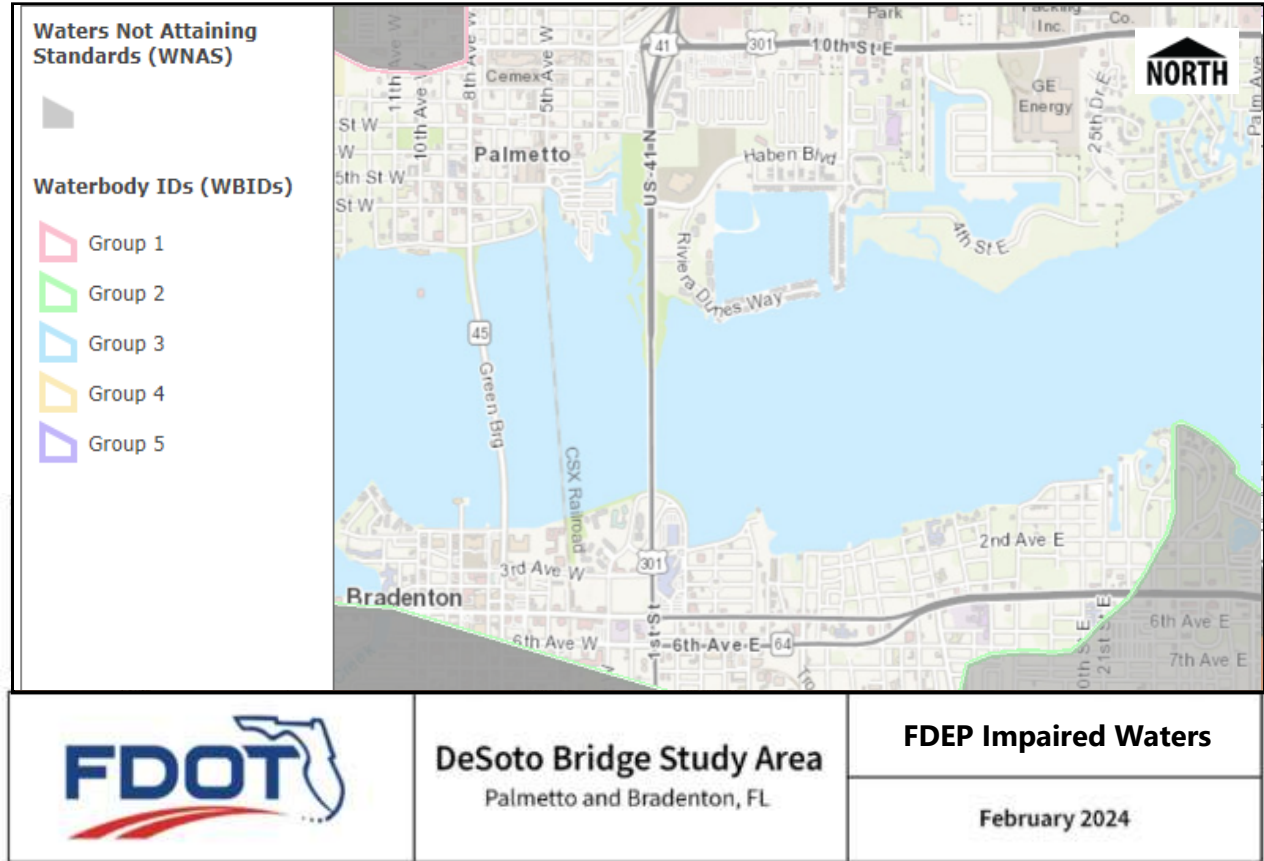 Waters Not Attaining
Standards (WNAS)
Waterbody IDs (WBIDs)
Group 1
Group 2
Group 3
Group 4
Group 5
Park
Packing
Inc.
Co.
NORTH
11th Ave W
8th Ave W
5th Ave W
41
301
10th St E
Cemex
GE
Energy
25th Dr E
Palm Ave
St W
W
10th Ave W
Palmetto
US-41-N
Haben Blvd
5th St W
St W
4th St E
Riviera Dunes Way
45
Green Brg
CSX Railroad
2nd Ave E
301
3rd Ave W
Bradenton
6th Ave W
1st St
6th-Ave-E
64
21st St E
6th Ave E
7th Ave E
FDOT
DeSoto Bridge Study Area
Palmetto and Bradenton, FL
FDEP Impaired Waters
February 2024